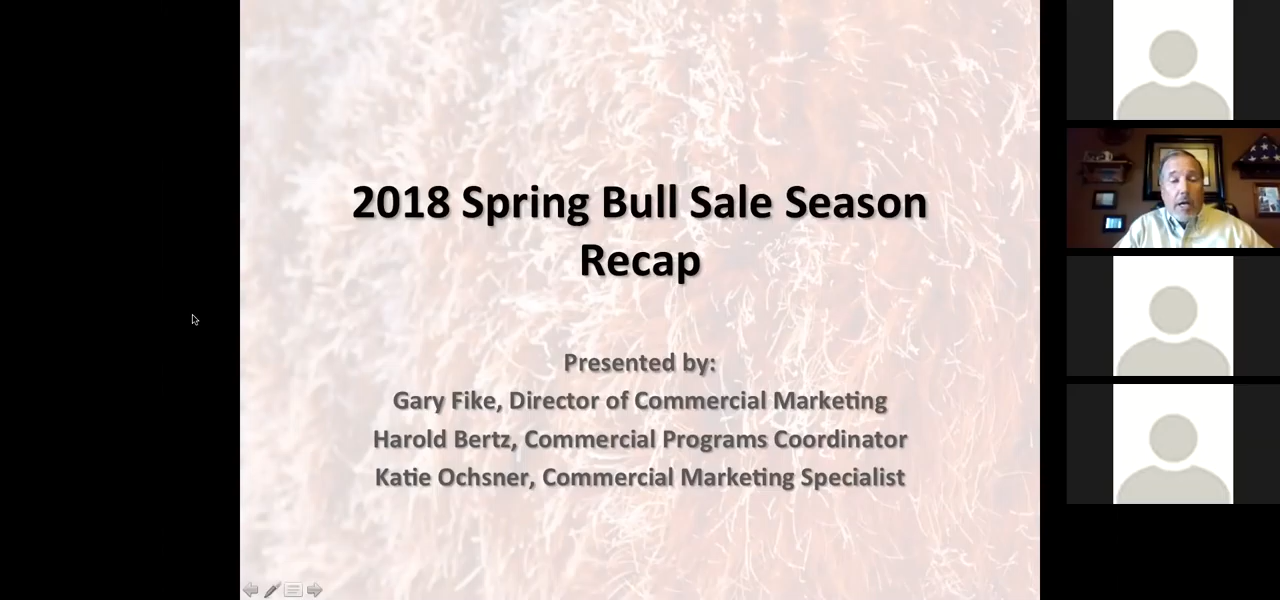 2018 Spring Bull Sale Season
Recap
Presented by:
Gary Fike, Director of Commercial Marketing
Harold Bertz, Commercial Programs Coordinator
Katie Ochsner, Commercial Marketing Specialist